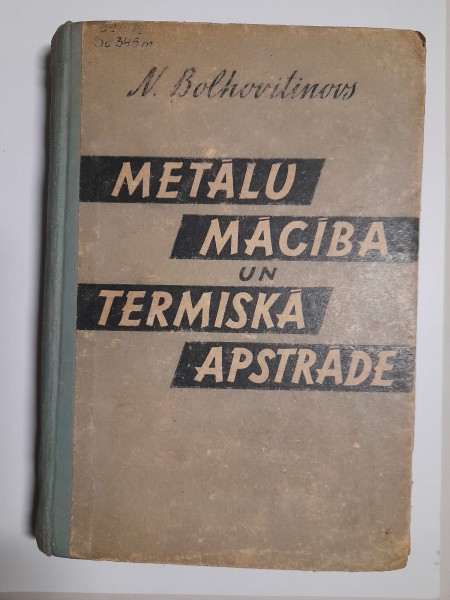 N. Bolhovitinovs
METĀLU
MĀCĪBA
UN
TERMISKĀ
APSTRĀDE